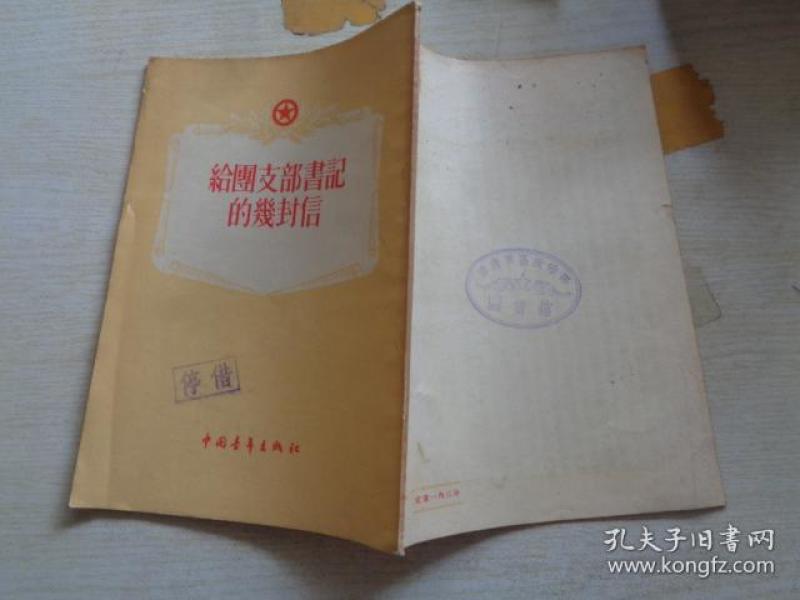 給團支部書記
的幾封信
停借
中国青年出版社
孔夫子旧书网
www.kongfz.com